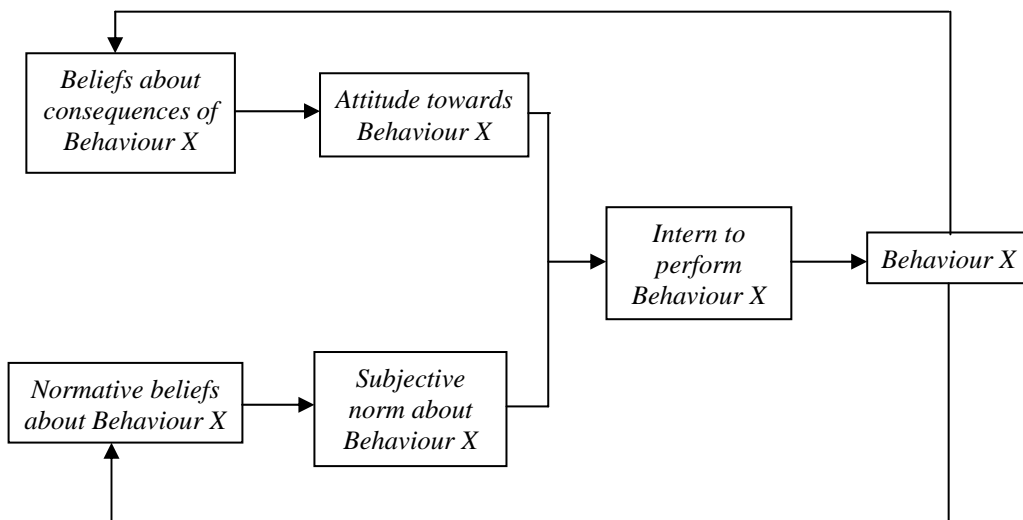 Beliefs about
consequences of
Behaviour X
Attitude towards
Behaviour X
Intern to
perform
Behaviour X
Behaviour X
Normative beliefs
about Behaviour X
Subjective
norm about
Behaviour X